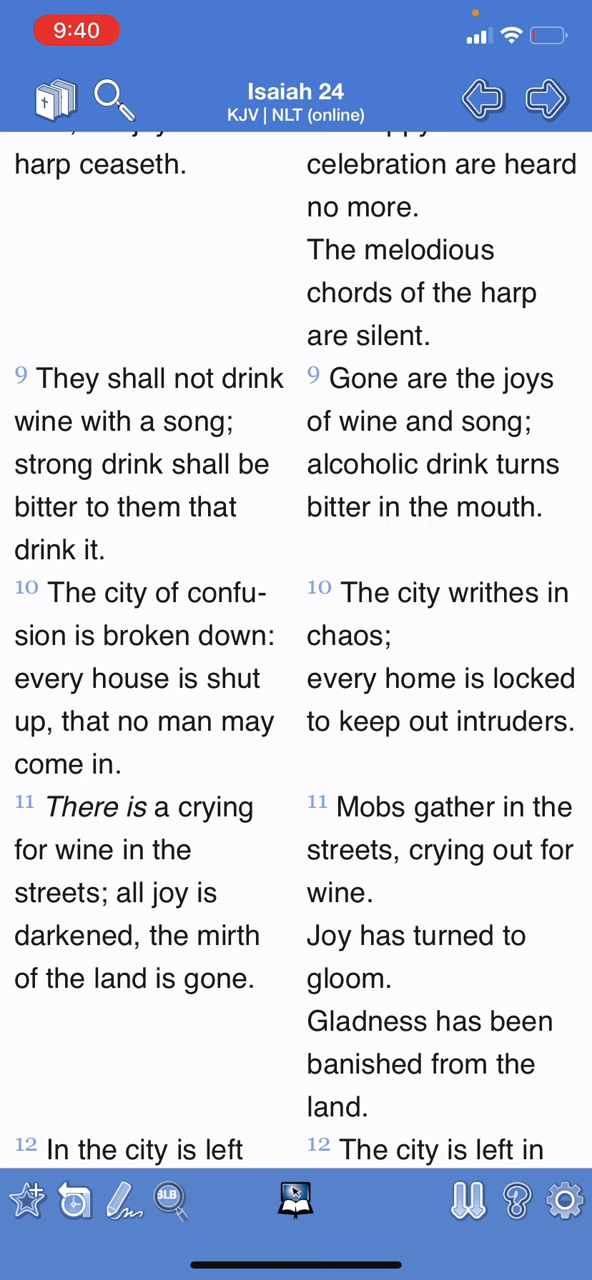 9:40
Isaiah 24
KJV | NLT (online)
harp ceaseth.
9 They shall not drink
wine with a song;
strong drink shall be
bitter to them that
drink it.
10 The city of confu-
sion is broken down:
every house is shut
up, that no man may
come in.
11 There is a crying
for wine in the
streets; all joy is
darkened, the mirth
of the land is gone.
12 In the city is left
celebration are heard
no more.
The melodious
chords of the harp
are silent.
9 Gone are the joys
of wine and song;
alcoholic drink turns
bitter in the mouth.
10 The city writhes in
chaos;
every home is locked
to keep out intruders.
11 Mobs gather in the
streets, crying out for
wine.
Joy has turned to
gloom.
Gladness has been
banished from the
land.
12 The city is left in
BLB